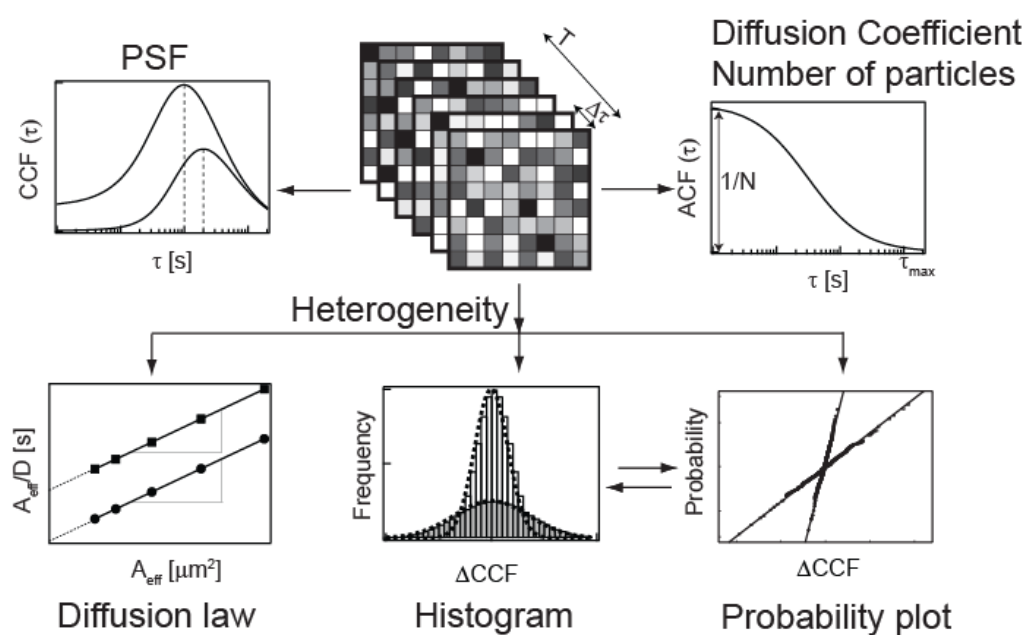 PSF
CCF (τ)
τ [s]
T
Δτ
Diffusion Coefficient
Number of particles
ACF (τ)
1/N
τmax
τ [s]
Heterogeneity
Aeff/D [s]
Aeff [μm²]
Diffusion law
Frequency
ΔCCF
Histogram
Probability
ΔCCF
Probability plot